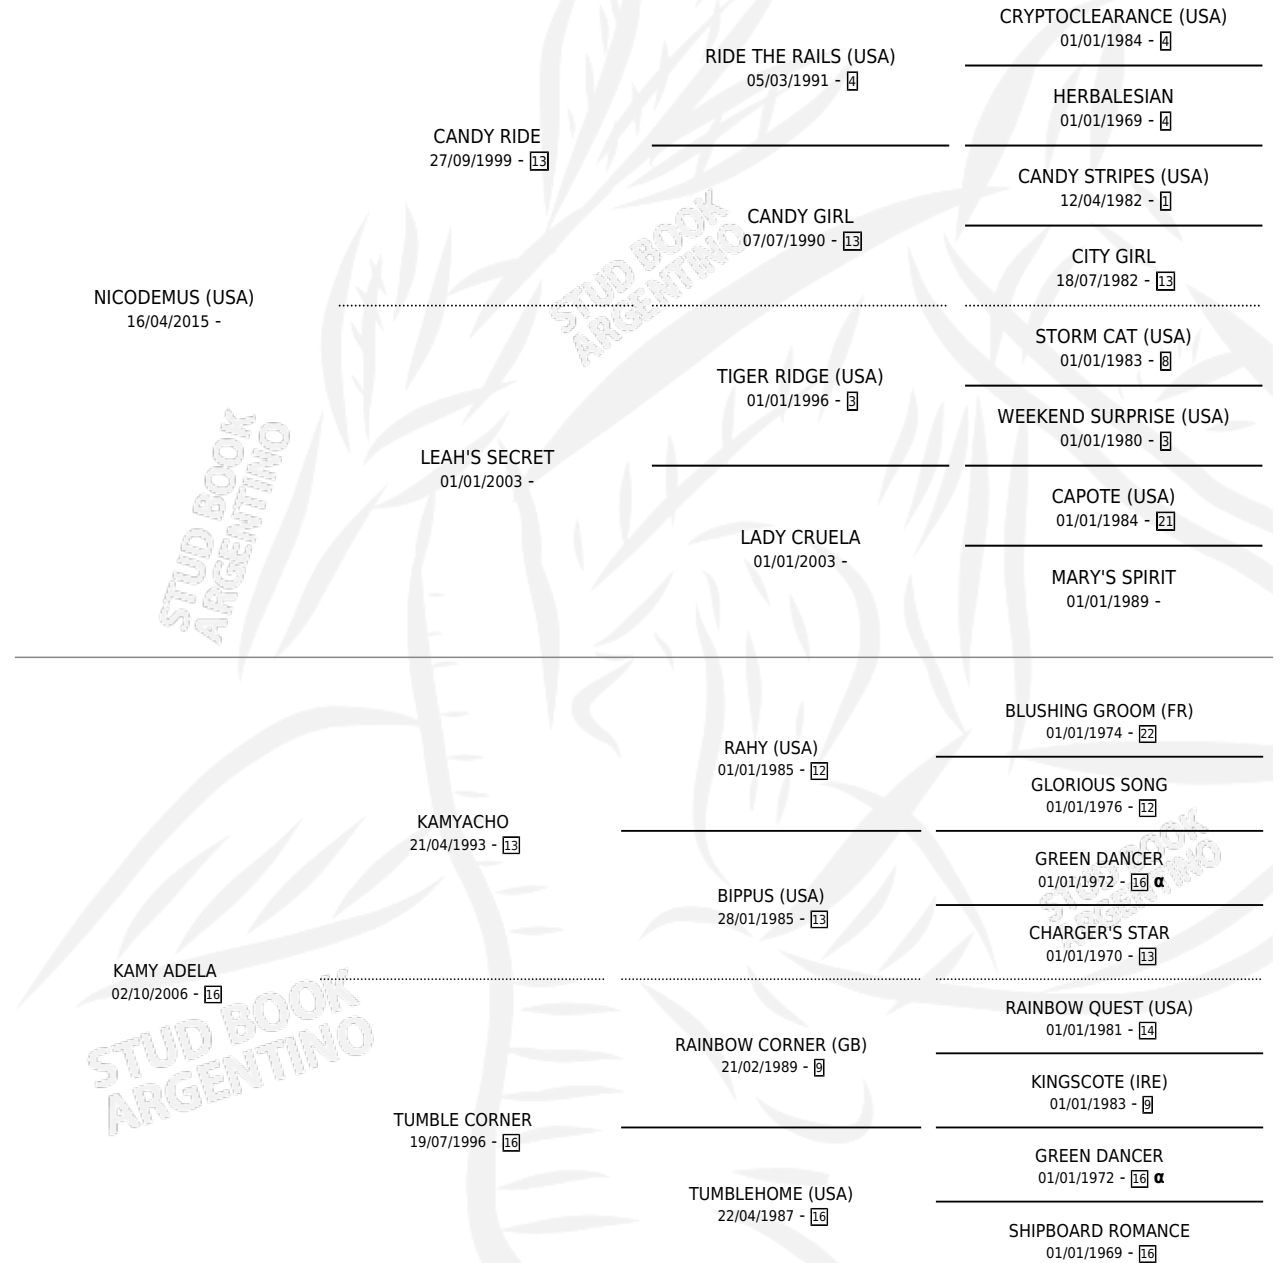 CRYPTOCLEARANCE (USA)
01/01/1984 - 4
RIDE THE RAILS (USA)
05/03/1991 - 4
HERBALESIAN
01/01/1969 - 4
CANDY RIDE
27/09/1999 - 13
CANDY STRIPES (USA)
12/04/1982 - 1
CANDY GIRL
07/07/1990 - 13
CITY GIRL
18/07/1982 - 13
NICODEMUS (USA)
16/04/2015 -
STORM CAT (USA)
01/01/1983 - 8
TIGER RIDGE (USA)
01/01/1996 - 3
WEEKEND SURPRISE (USA)
01/01/1980 - 3
LEAH'S SECRET
01/01/2003 -
CAPOTE (USA)
01/01/1984 - 21
LADY CRUELA
01/01/2003 -
MARY'S SPIRIT
01/01/1989 -
STUD BOOK
ARGENTINO
STUD BOOK
ARGENTINO
BLUSHING GROOM (FR)
01/01/1974 - 22
RAHY (USA)
01/01/1985 - 12
GLORIOUS SONG
01/01/1976 - 12
KAMYACHO
21/04/1993 - 13
GREEN DANCER
01/01/1972 - 16 α
BIPPUS (USA)
28/01/1985 - 13
CHARGER'S STAR
01/01/1970 - 13
STUD BOOK
ARGENTINO
KAMY ADELA
02/10/2006 - 16
RAINBOW QUEST (USA)
01/01/1981 - 14
RAINBOW CORNER (GB)
21/02/1989 - 9
KINGSCOTE (IRE)
01/01/1983 - 9
STUD BOOK
ARGENTINO
TUMBLE CORNER
19/07/1996 - 16
GREEN DANCER
01/01/1972 - 16 α
TUMBLEHOME (USA)
22/04/1987 - 16
SHIPBOARD ROMANCE
01/01/1969 - 16